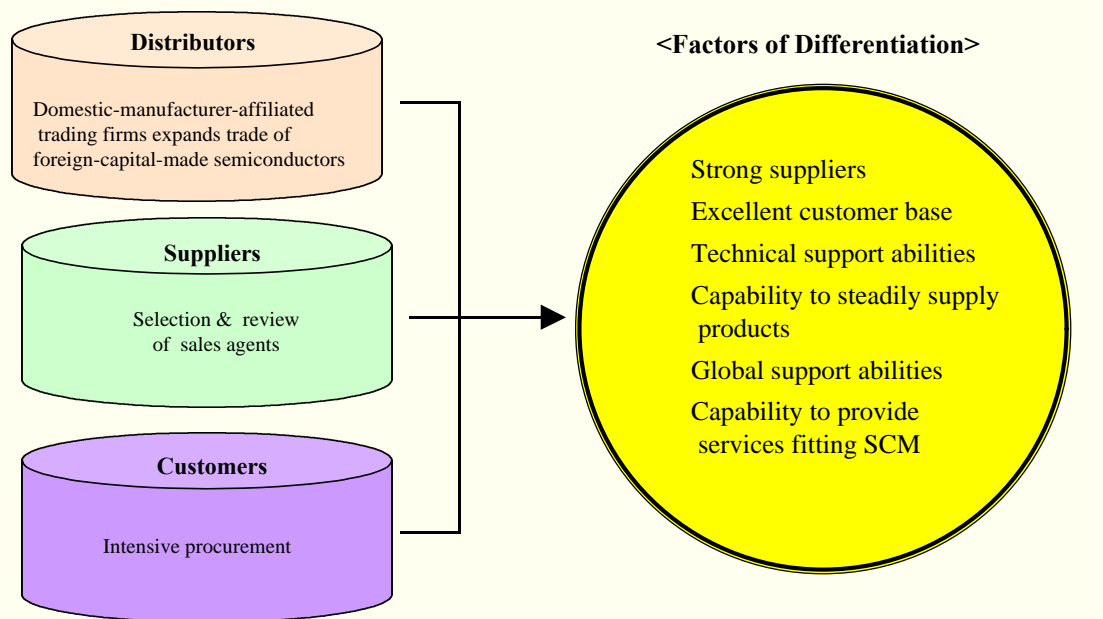 Distributors
Domestic-manufacturer-affiliated
trading firms expands trade of
foreign-capital-made semiconductors
Suppliers
Selection & review
of sales agents
Customers
Intensive procurement
<Factors of Differentiation>
Strong suppliers
Excellent customer base
Technical support abilities
Capability to steadily supply
products
Global support abilities
Capability to provide
services fitting SCM